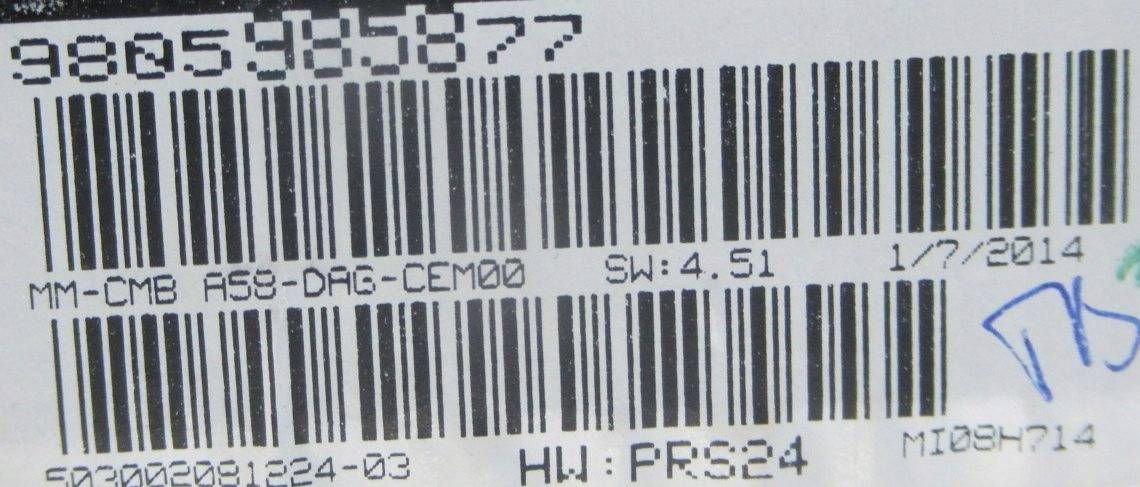 9805985877
MM-CMB A58-DAG-CEM00 SW:4.51 1/7/2014
503002081224-03 HW:PRS24 MI08H714